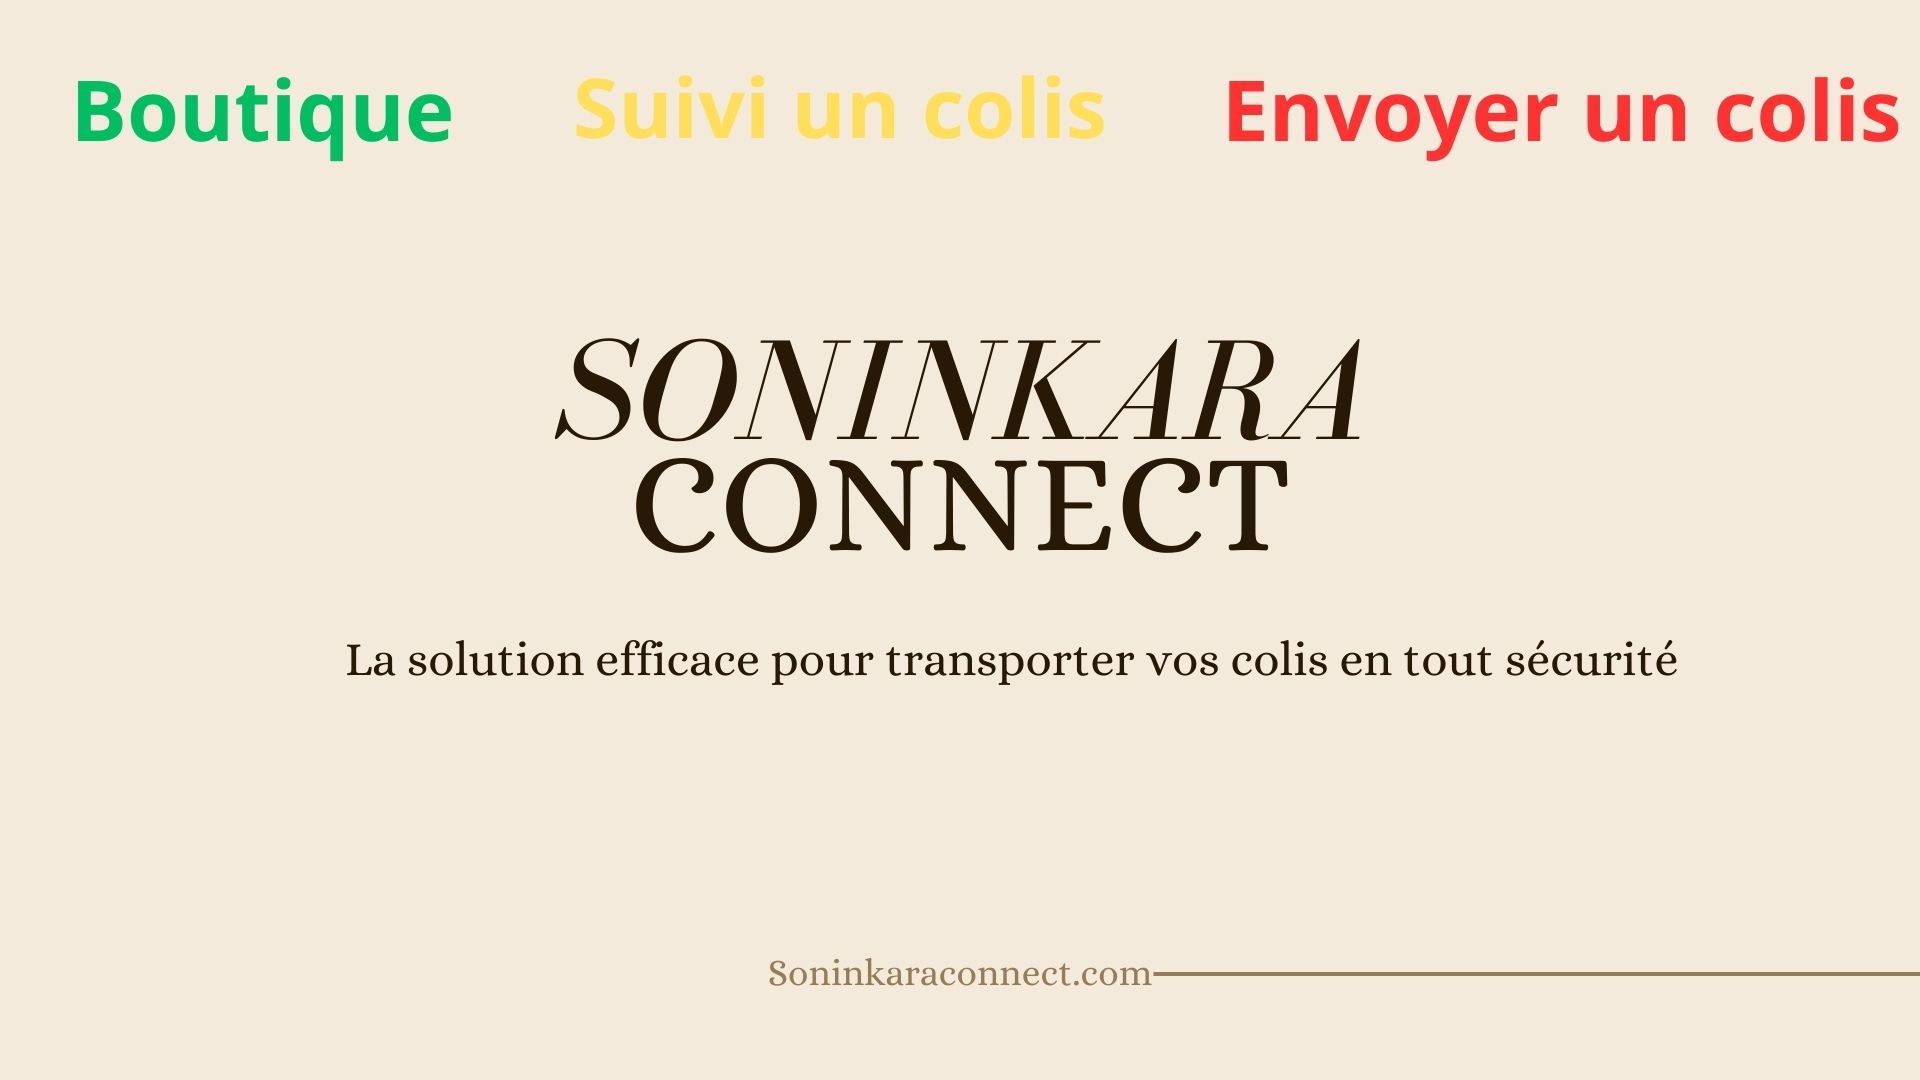 Boutique Suivi un colis Envoyer un colis
SONINKARA
CONNECT
La solution efficace pour transporter vos colis en tout sécurité
Soninkaraconnect.com